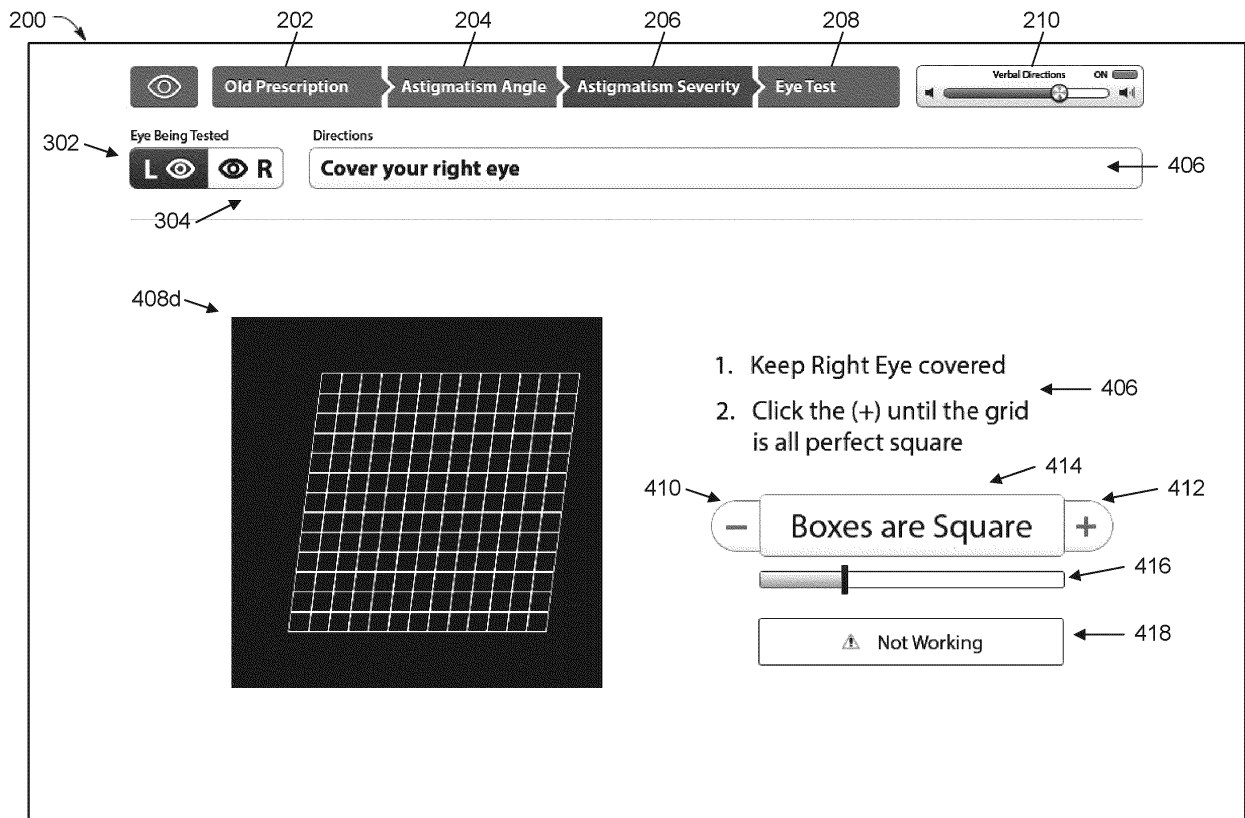 200 202 204 206 208 210
Old Prescription Astigmatism Angle Astigmatism Severity Eye Test
Verbal Directions ON
302
Eye Being Tested
L R
304
Directions
Cover your right eye
406
408d
1. Keep Right Eye covered
2. Click the (+) until the grid
is all perfect square
406
414
410
412
− Boxes are Square +
416
⚠ Not Working
418